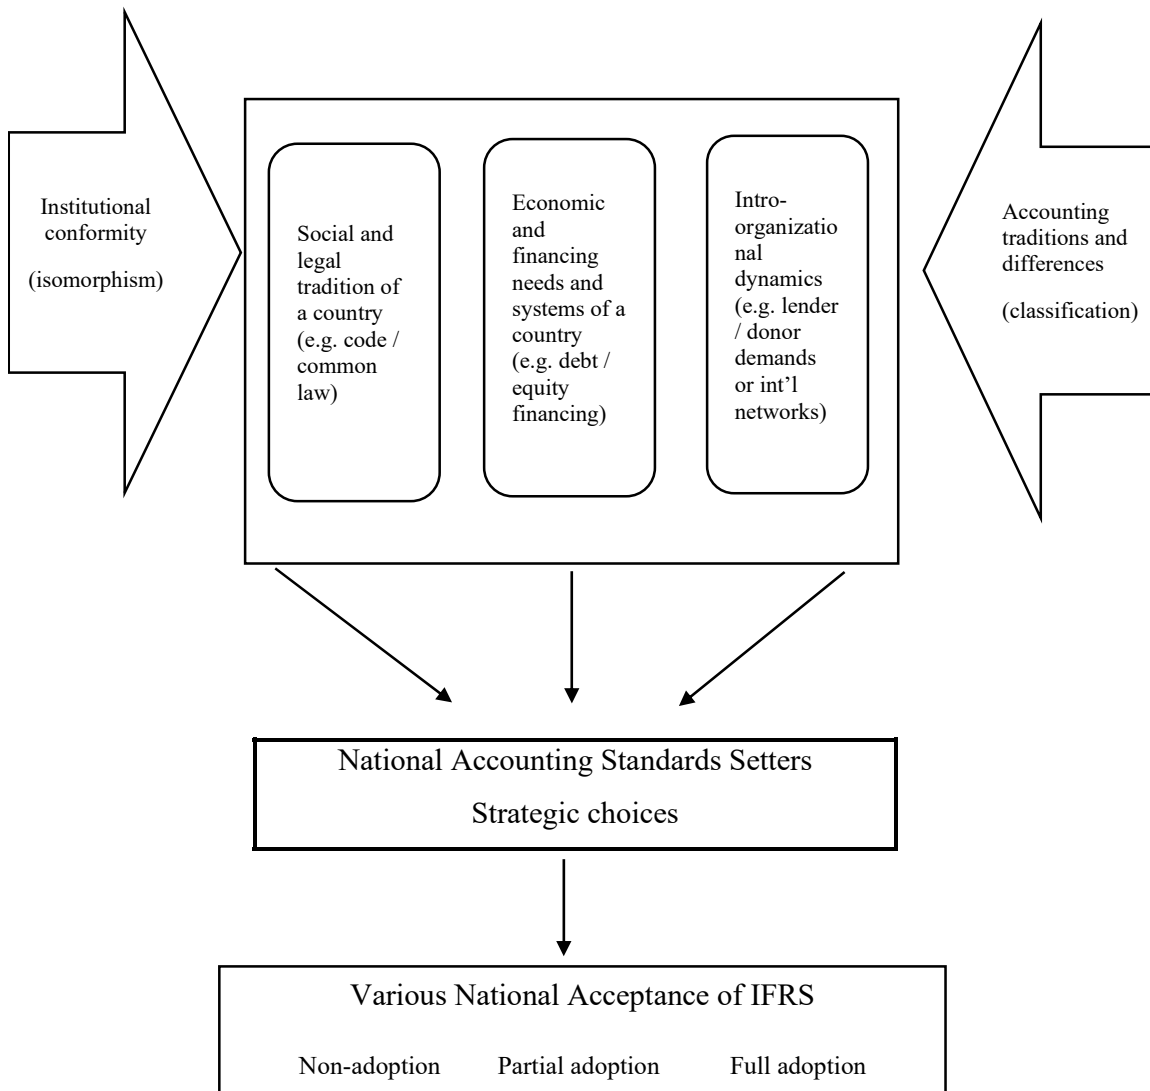 Institutional
conformity
(isomorphism)
Social and
legal
tradition of
a country
(e.g. code /
common
law)
Economic
and
financing
needs and
systems of a
country
(e.g. debt /
equity
financing)
Intro-
organizatio
nal
dynamics
(e.g. lender
/ donor
demands
or int’l
networks)
Accounting
traditions and
differences
(classification)
National Accounting Standards Setters
Strategic choices
Various National Acceptance of IFRS
Non-adoption Partial adoption Full adoption